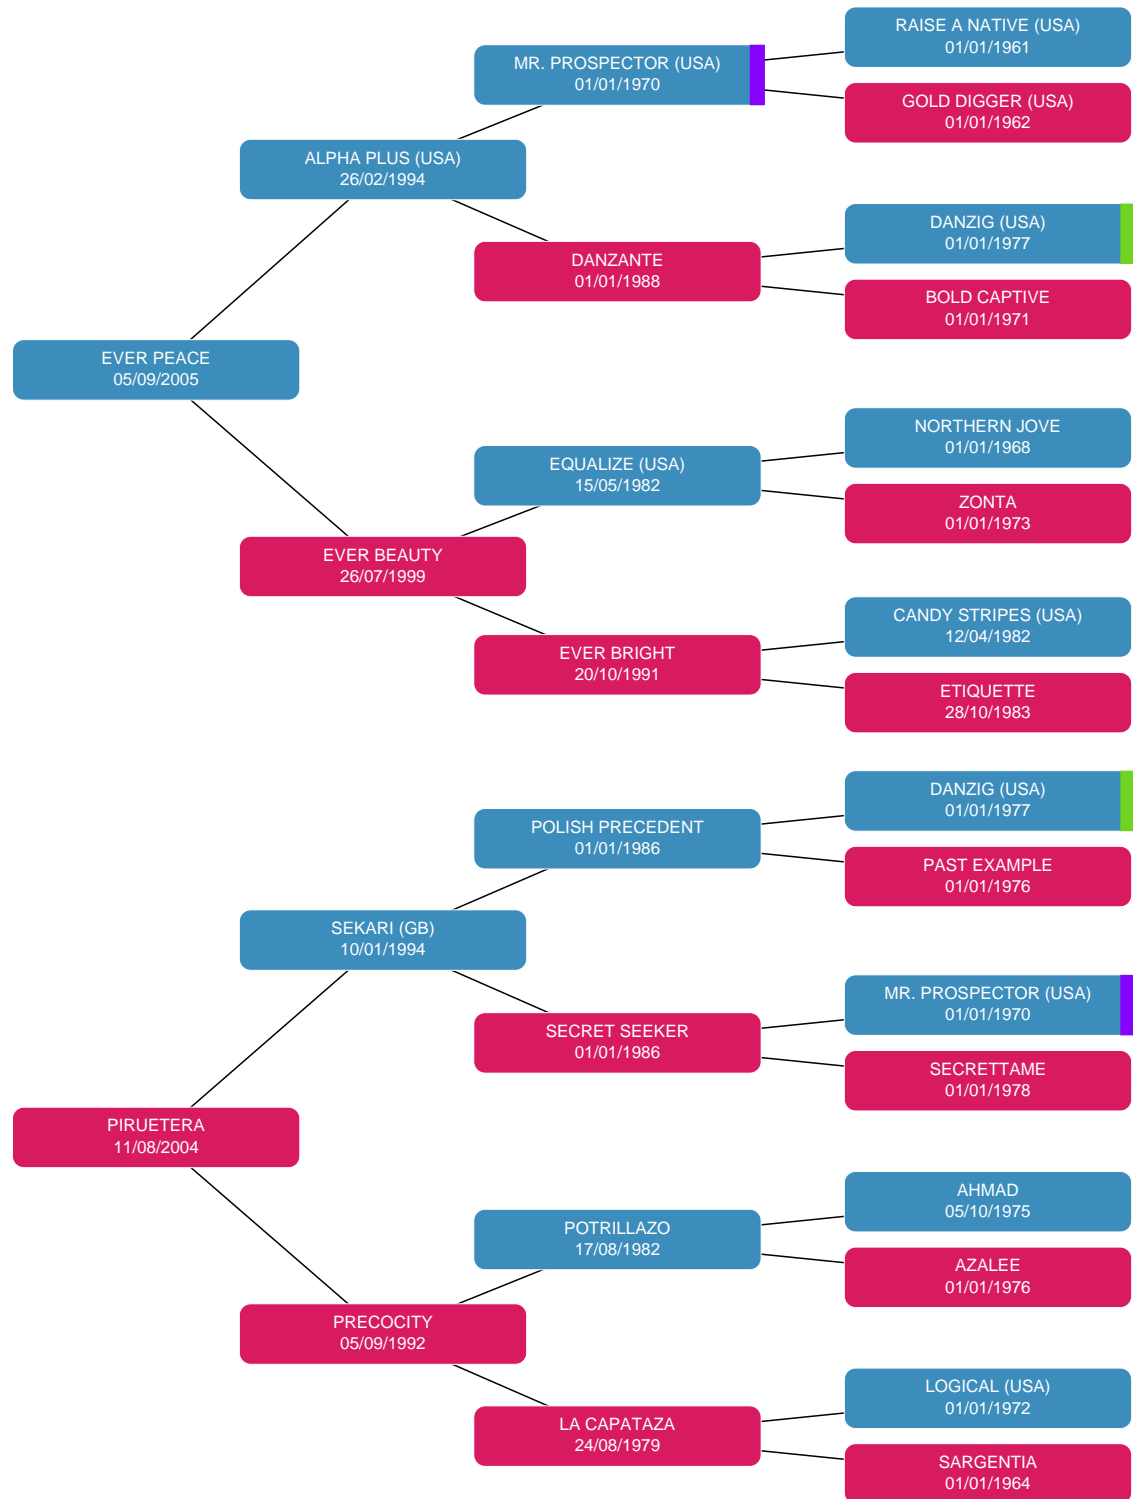 RAISE A NATIVE (USA)
01/01/1961
MR. PROSPECTOR (USA)
01/01/1970
GOLD DIGGER (USA)
01/01/1962
ALPHA PLUS (USA)
26/02/1994
DANZIG (USA)
01/01/1977
DANZANTE
01/01/1988
BOLD CAPTIVE
01/01/1971
EVER PEACE
05/09/2005
NORTHERN JOVE
01/01/1968
EQUALIZE (USA)
15/05/1982
ZONTA
01/01/1973
EVER BEAUTY
26/07/1999
CANDY STRIPES (USA)
12/04/1982
EVER BRIGHT
20/10/1991
ETIQUETTE
28/10/1983
DANZIG (USA)
01/01/1977
POLISH PRECEDENT
01/01/1986
PAST EXAMPLE
01/01/1976
SEKARI (GB)
10/01/1994
MR. PROSPECTOR (USA)
01/01/1970
SECRET SEEKER
01/01/1986
SECRETTAME
01/01/1978
PIRUETERA
11/08/2004
AHMAD
05/10/1975
POTRILLAZO
17/08/1982
AZALEE
01/01/1976
PRECOCITY
05/09/1992
LOGICAL (USA)
01/01/1972
LA CAPATAZA
24/08/1979
SARGENTIA
01/01/1964